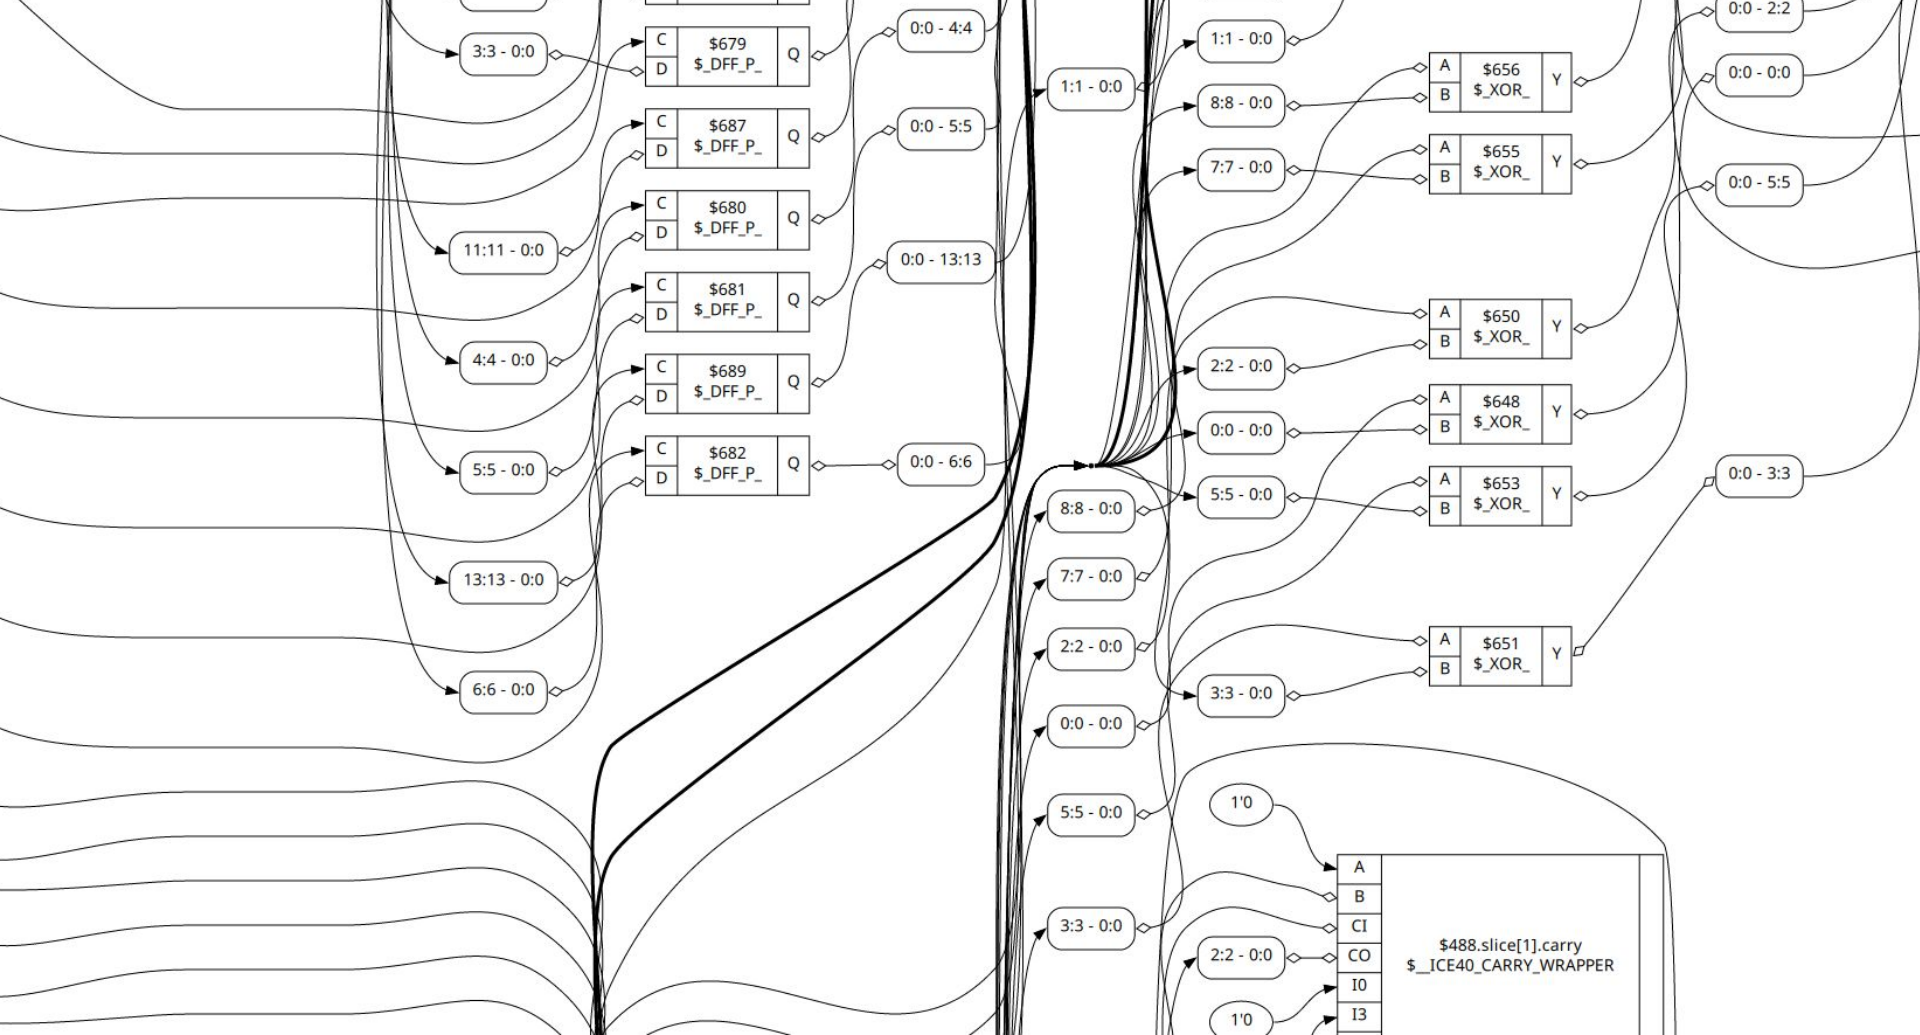 3:3 - 0:0
C
D
$679
$_DFF_P_
Q
C
D
$687
$_DFF_P_
Q
C
D
$680
$_DFF_P_
Q
11:11 - 0:0
C
D
$681
$_DFF_P_
Q
4:4 - 0:0
C
D
$689
$_DFF_P_
Q
5:5 - 0:0
C
D
$682
$_DFF_P_
Q
13:13 - 0:0
6:6 - 0:0
0:0 - 4:4
0:0 - 5:5
0:0 - 13:13
0:0 - 6:6
1:1 - 0:0
8:8 - 0:0
7:7 - 0:0
2:2 - 0:0
0:0 - 0:0
5:5 - 0:0
3:3 - 0:0
1:1 - 0:0
8:8 - 0:0
7:7 - 0:0
2:2 - 0:0
0:0 - 0:0
5:5 - 0:0
3:3 - 0:0
1'0
2:2 - 0:0
1'0
A
B
$656
$_XOR_
Y
A
B
$655
$_XOR_
Y
A
B
$650
$_XOR_
Y
A
B
$648
$_XOR_
Y
A
B
$653
$_XOR_
Y
A
B
$651
$_XOR_
Y
A
B
CI
CO
I0
I3
$488.slice[1].carry
$__ICE40_CARRY_WRAPPER
0:0 - 2:2
0:0 - 0:0
0:0 - 5:5
0:0 - 3:3